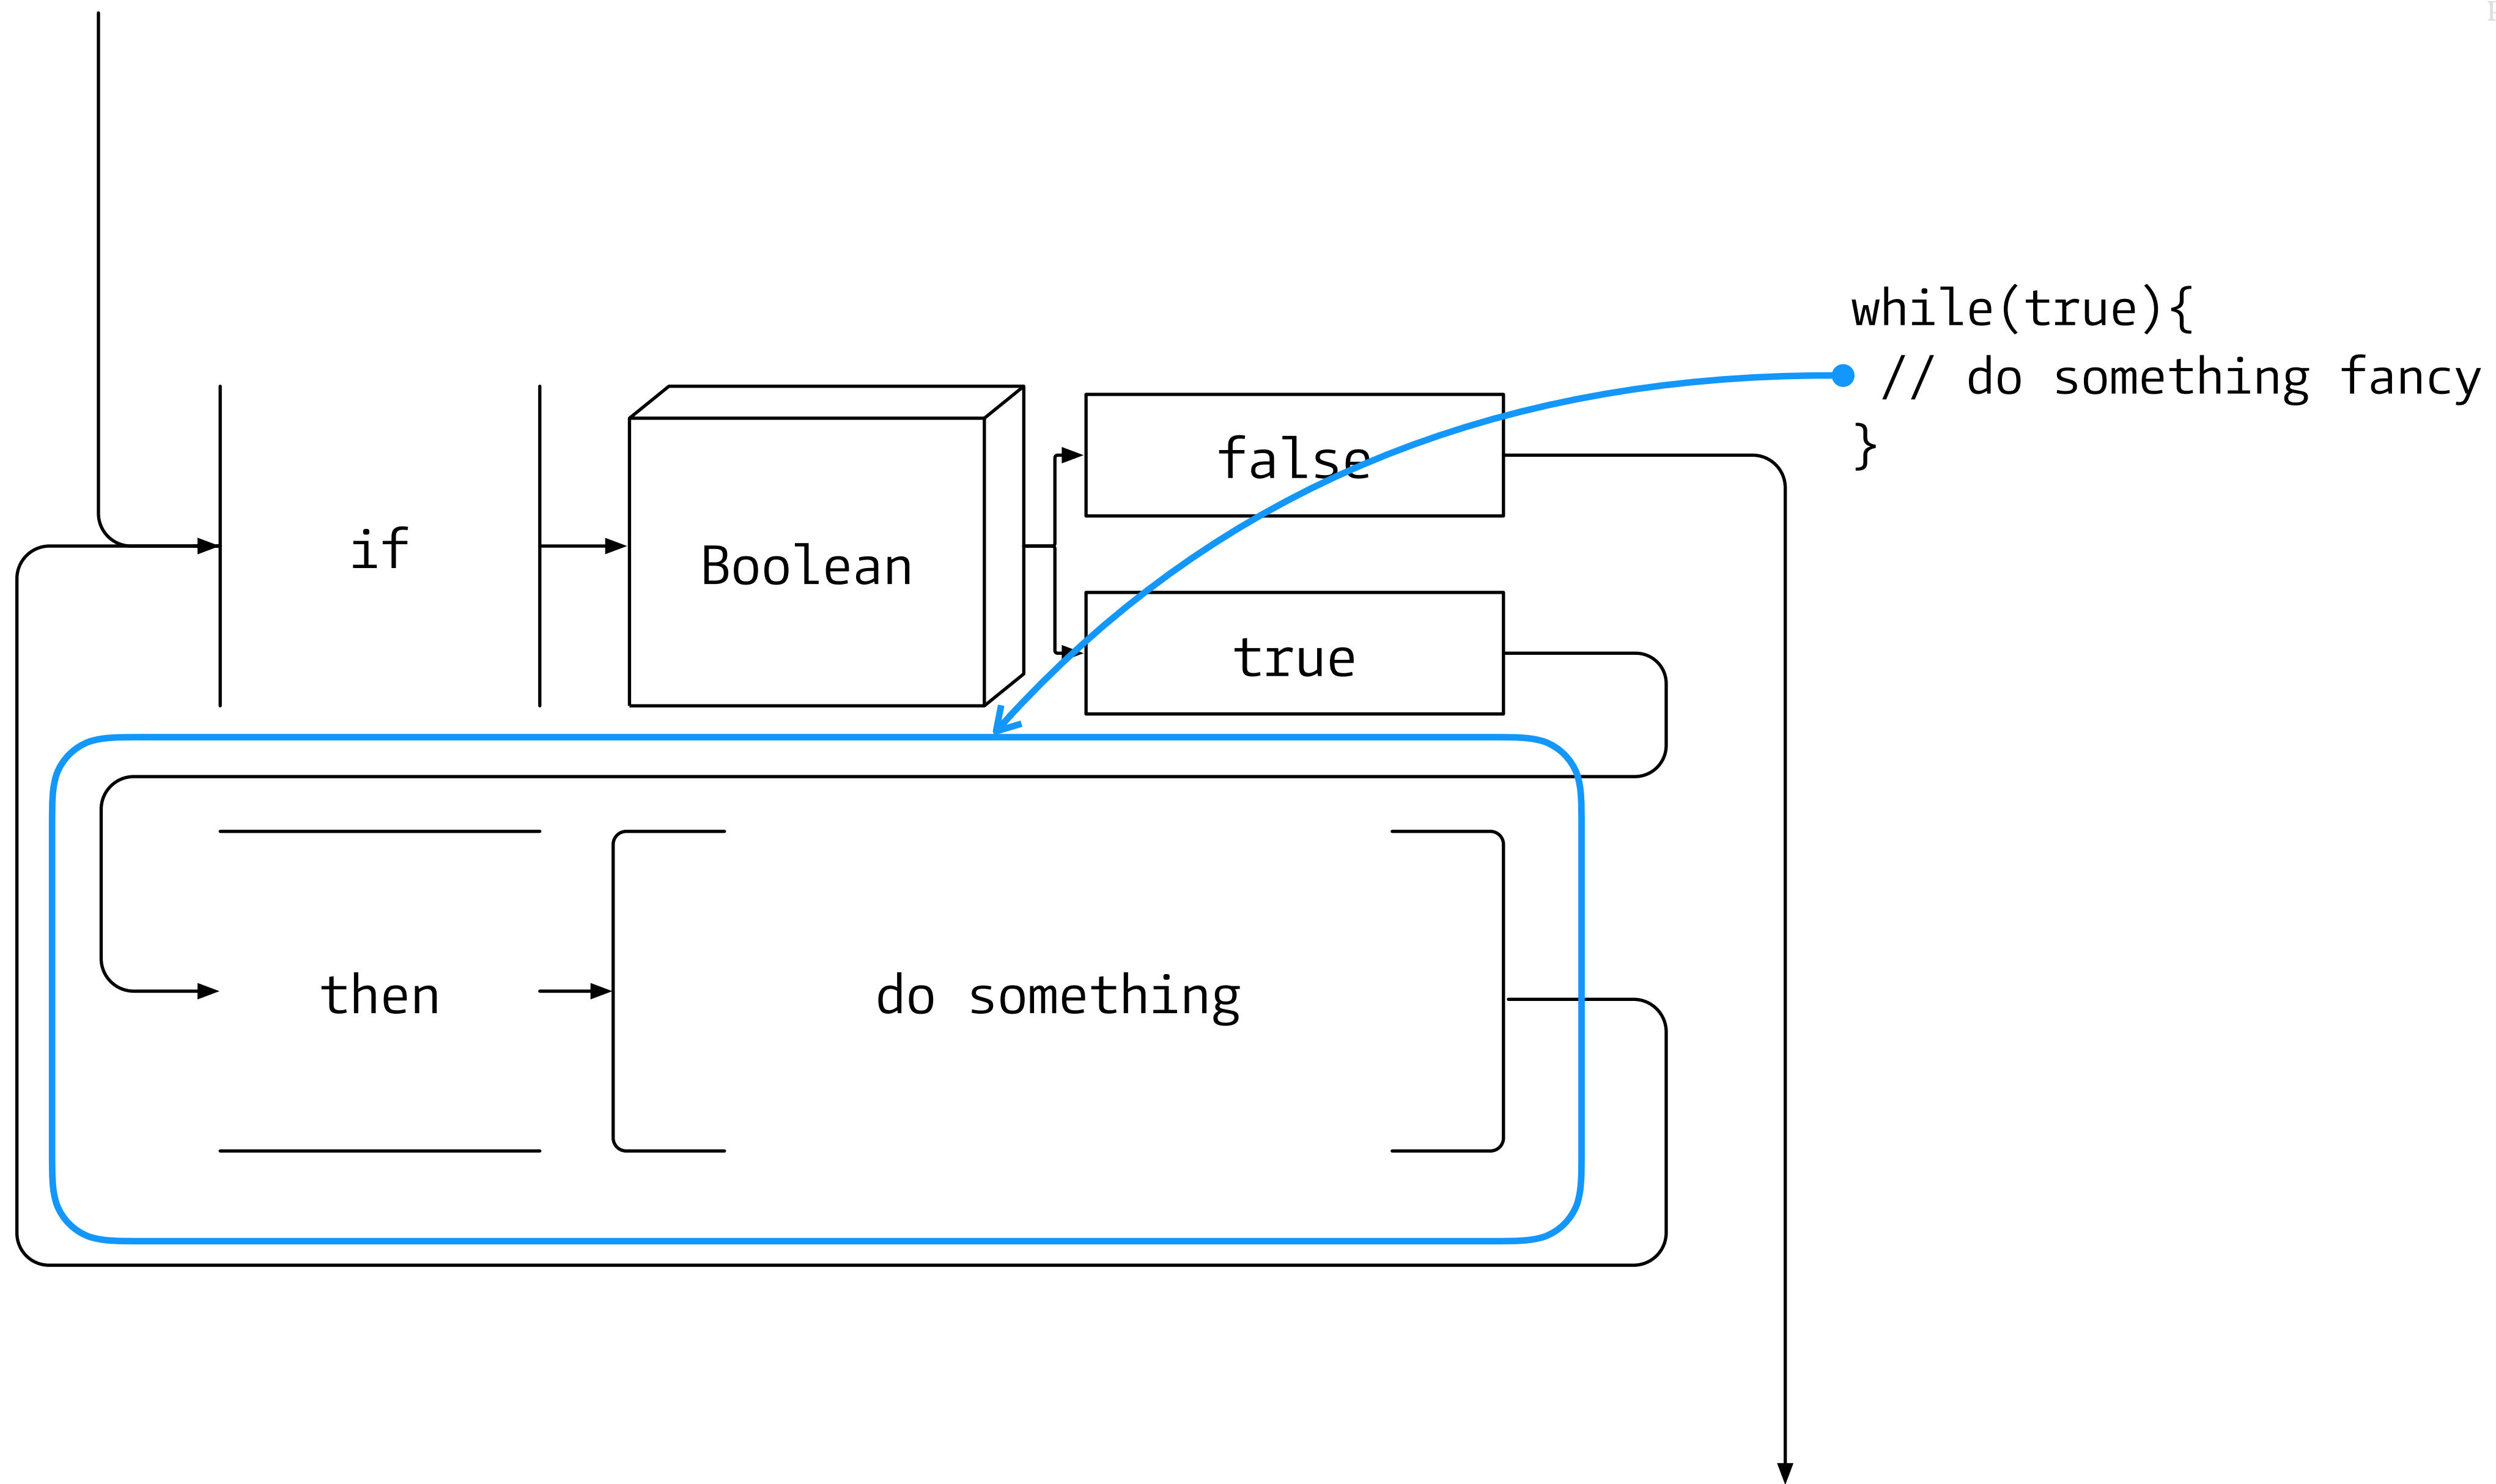 while(true){
// do something fancy
}
false
if
Boolean
true
then
do something